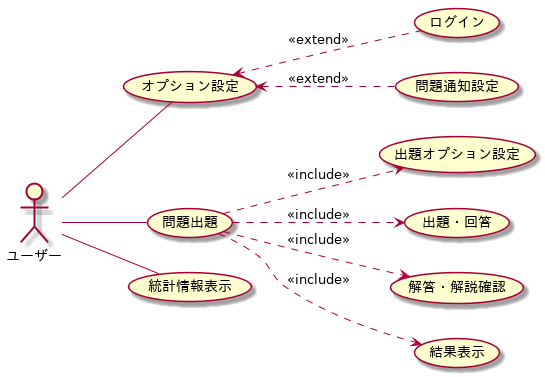 ログイン
«extend»
オプション設定
«extend»
問題通知設定
出題オプション設定
«include»
問題出題
«include»
出題・回答
«include»
ユーザー
統計情報表示
«include»
解答・解説確認
結果表示